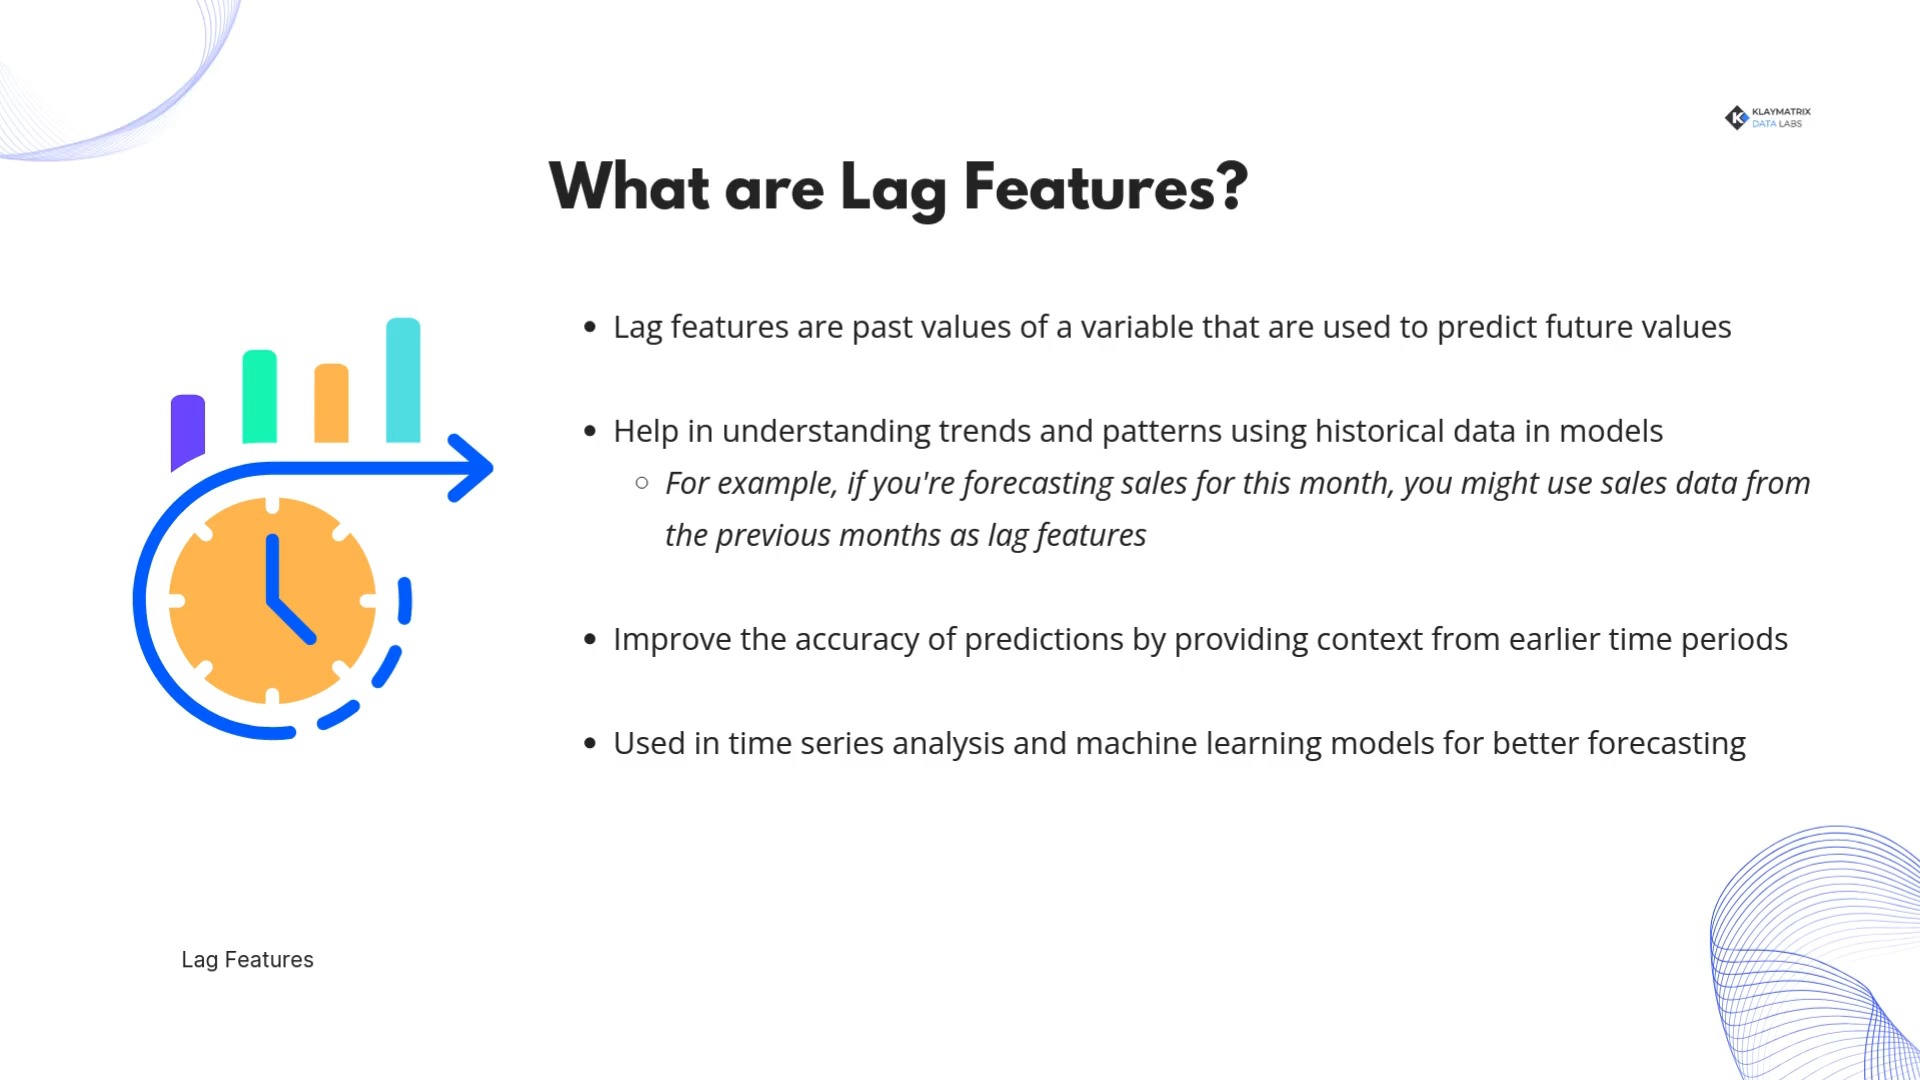 KLAYMATRIX
DATA LABS
What are Lag Features?
• Lag features are past values of a variable that are used to predict future values
• Help in understanding trends and patterns using historical data in models
○ For example, if you're forecasting sales for this month, you might use sales data from
the previous months as lag features
• Improve the accuracy of predictions by providing context from earlier time periods
• Used in time series analysis and machine learning models for better forecasting
Lag Features